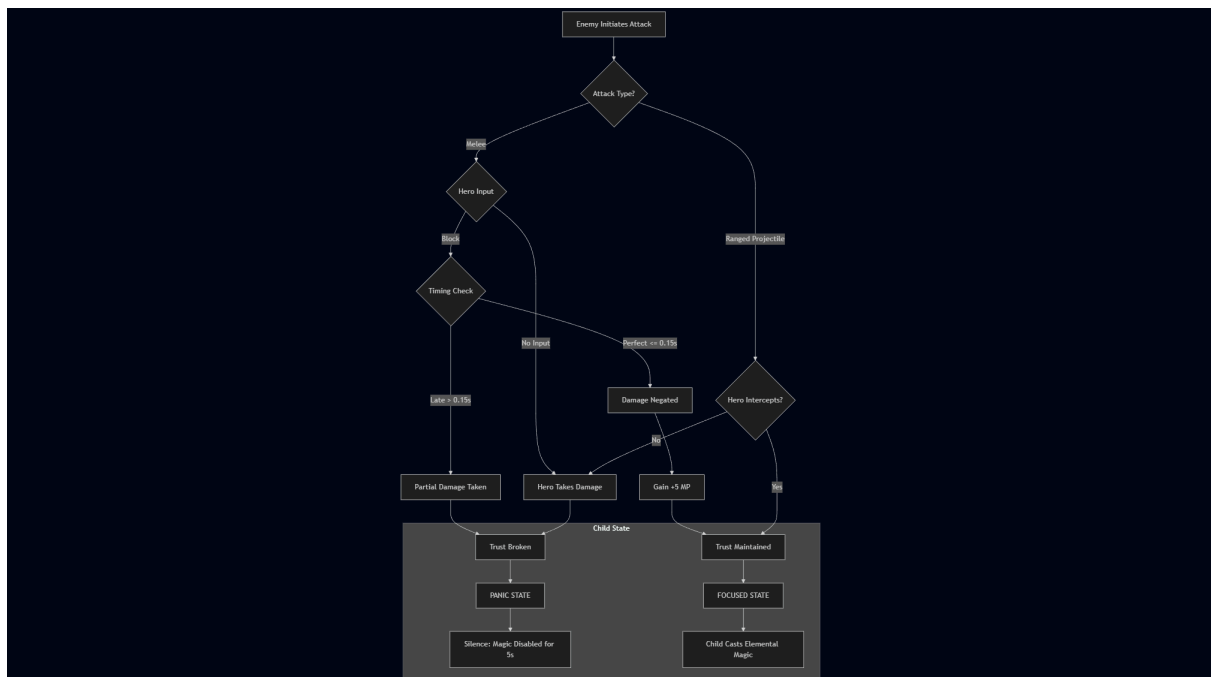 Enemy Initiates Attack
Attack Type?
Melee
Hero Input
Block
Ranged Projectile
Timing Check
No Input
Perfect <= 0.15s
Late > 0.15s
Damage Negated
Hero Intercepts?
No
Partial Damage Taken
Hero Takes Damage
Gain +5 MP
Yes
Child State
Trust Broken
Trust Maintained
PANIC STATE
FOCUSED STATE
Silence: Magic Disabled for
5s
Child Casts Elemental
Magic